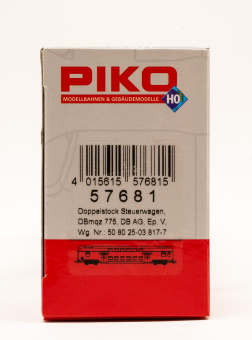 PIKO
MODELLBAHNEN & GEBÄUDEMODELLE
HO
4 015615 576815
57681
Doppelstock Steuerwagen,
DBmqz 775, DB AG, Ep. V,
Wg. Nr.: 50 80 25-03 817-7